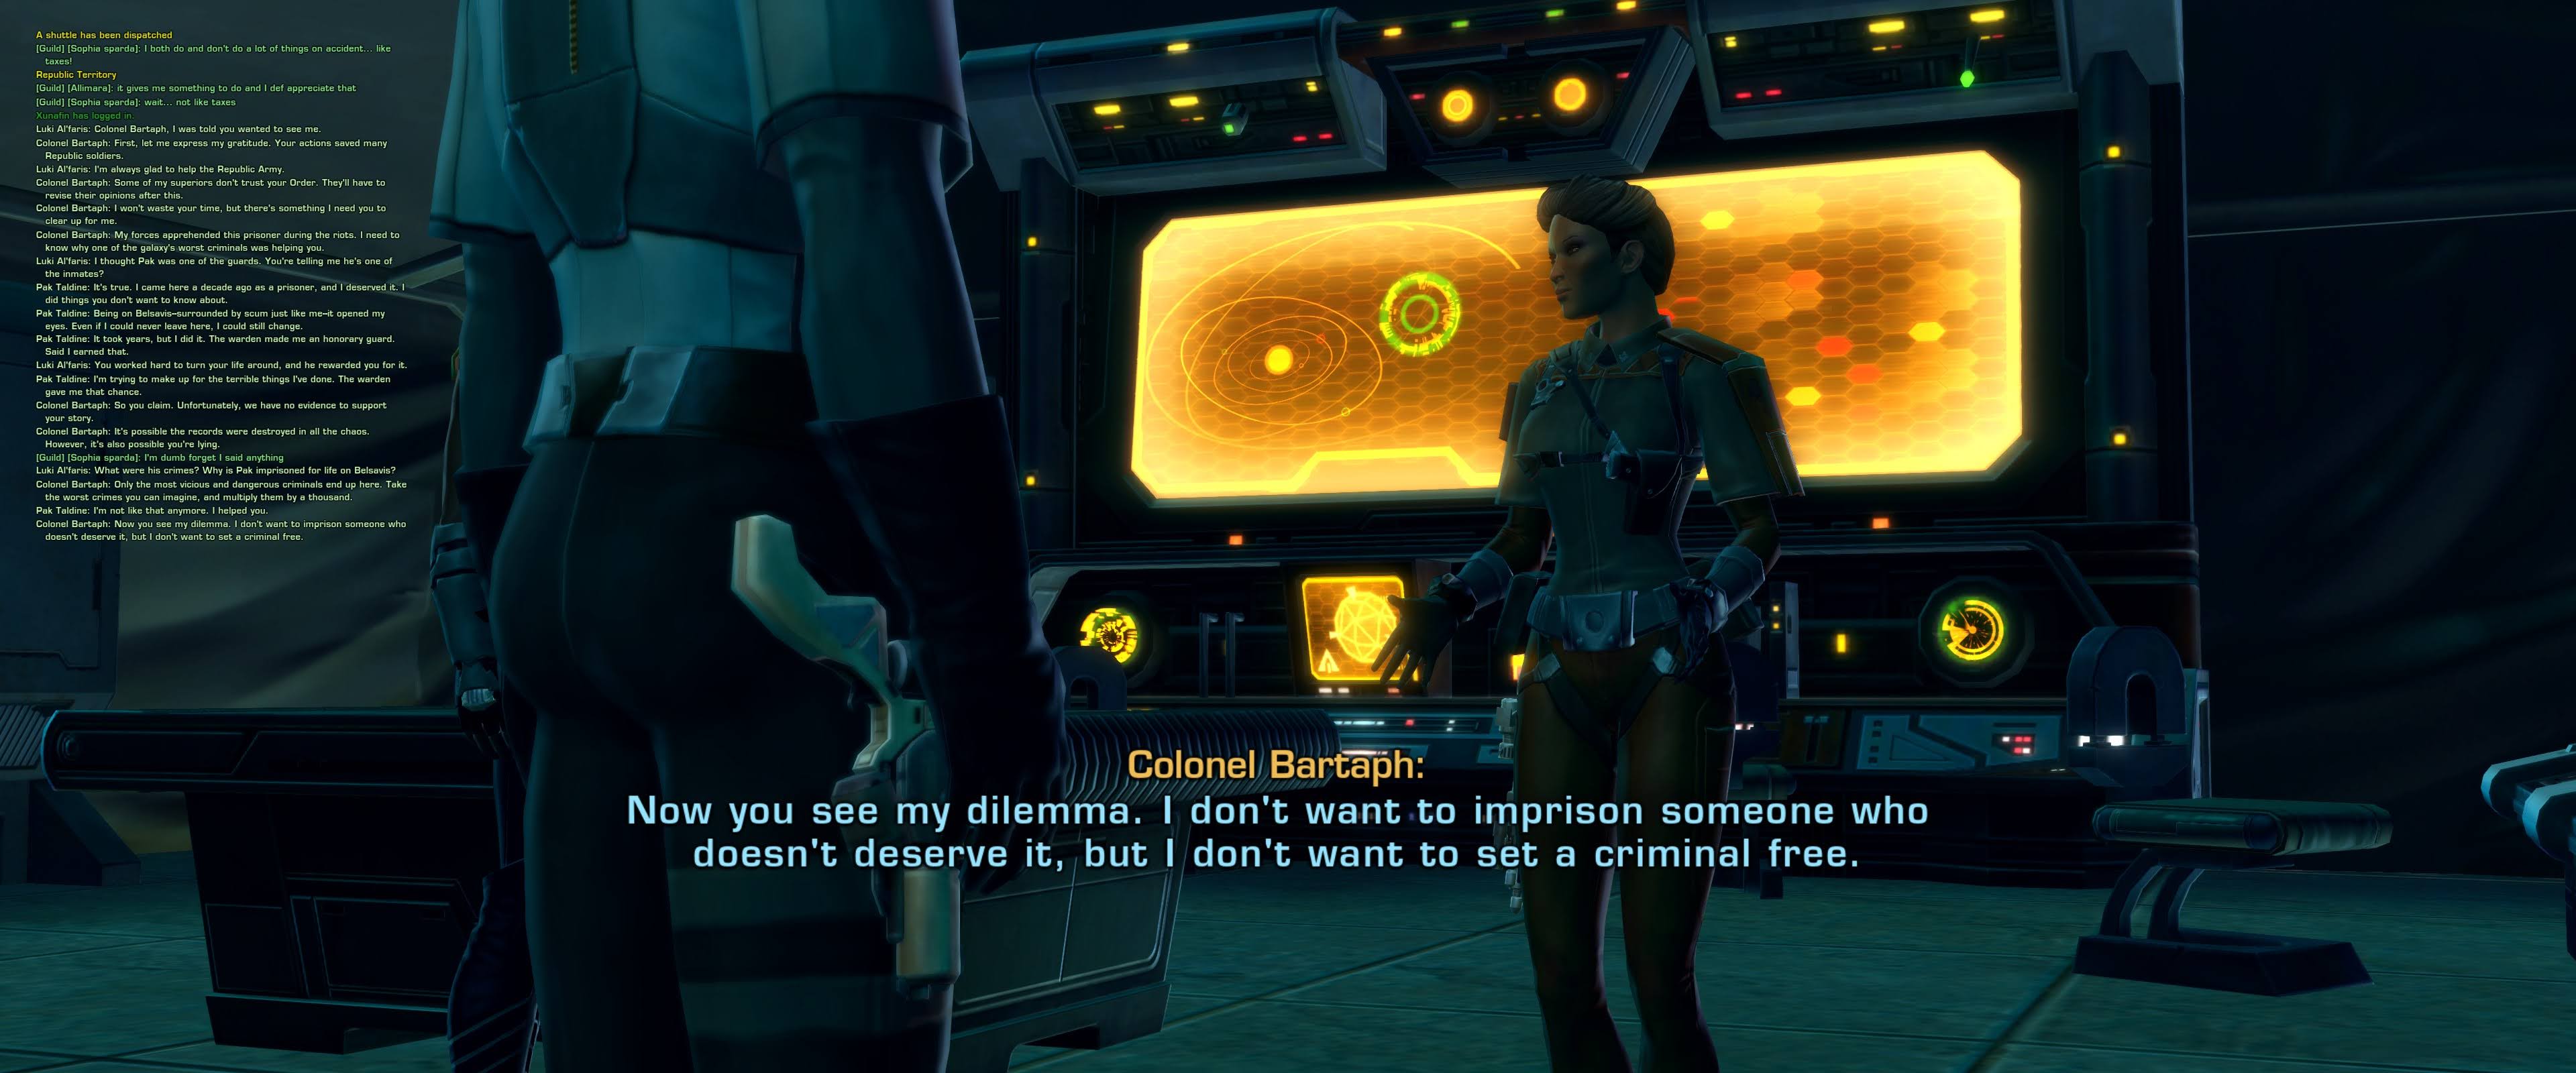 A shuttle has been dispatched
[Guild] [Sophia sparda]: I both do and don't do a lot of things on accident... like
taxes!
Republic Territory
[Guild] [Allimara]: it gives me something to do and I def appreciate that
[Guild] [Sophia sparda]: wait... not like taxes
Xunafin has logged in.
Luki Al'faris: Colonel Bartaph, I was told you wanted to see me.
Colonel Bartaph: First, let me express my gratitude. Your actions saved many
Republic soldiers.
Luki Al'faris: I'm always glad to help the Republic Army.
Colonel Bartaph: Some of my superiors don't trust your Order. They'll have to
revise their opinions after this.
Colonel Bartaph: I won't waste your time, but there's something I need you to
clear up for me.
Colonel Bartaph: My forces apprehended this prisoner during the riots. I need to
know why one of the galaxy's worst criminals was helping you.
Luki Al'faris: I thought Pak was one of the guards. You're telling me he's one of
the inmates?
Pak Taldine: It's true. I came here a decade ago as a prisoner, and I deserved it. I
did things you don't want to know about.
Pak Taldine: Being on Belsavis–surrounded by scum just like me–it opened my
eyes. Even if I could never leave here, I could still change.
Pak Taldine: It took years, but I did it. The warden made me an honorary guard.
Said I earned that.
Luki Al'faris: You worked hard to turn your life around, and he rewarded you for it.
Pak Taldine: I'm trying to make up for the terrible things I've done. The warden
gave me that chance.
Colonel Bartaph: So you claim. Unfortunately, we have no evidence to support
your story.
Colonel Bartaph: It's possible the records were destroyed in all the chaos.
However, it's also possible you're lying.
[Guild] [Sophia sparda]: I'm dumb forget I said anything
Luki Al'faris: What were his crimes? Why is Pak imprisoned for life on Belsavis?
Colonel Bartaph: Only the most vicious and dangerous criminals end up here. Take
the worst crimes you can imagine, and multiply them by a thousand.
Pak Taldine: I'm not like that anymore. I helped you.
Colonel Bartaph: Now you see my dilemma. I don't want to imprison someone who
doesn't deserve it, but I don't want to set a criminal free.
Colonel Bartaph:
Now you see my dilemma. I don't want to imprison someone who
doesn't deserve it, but I don't want to set a criminal free.